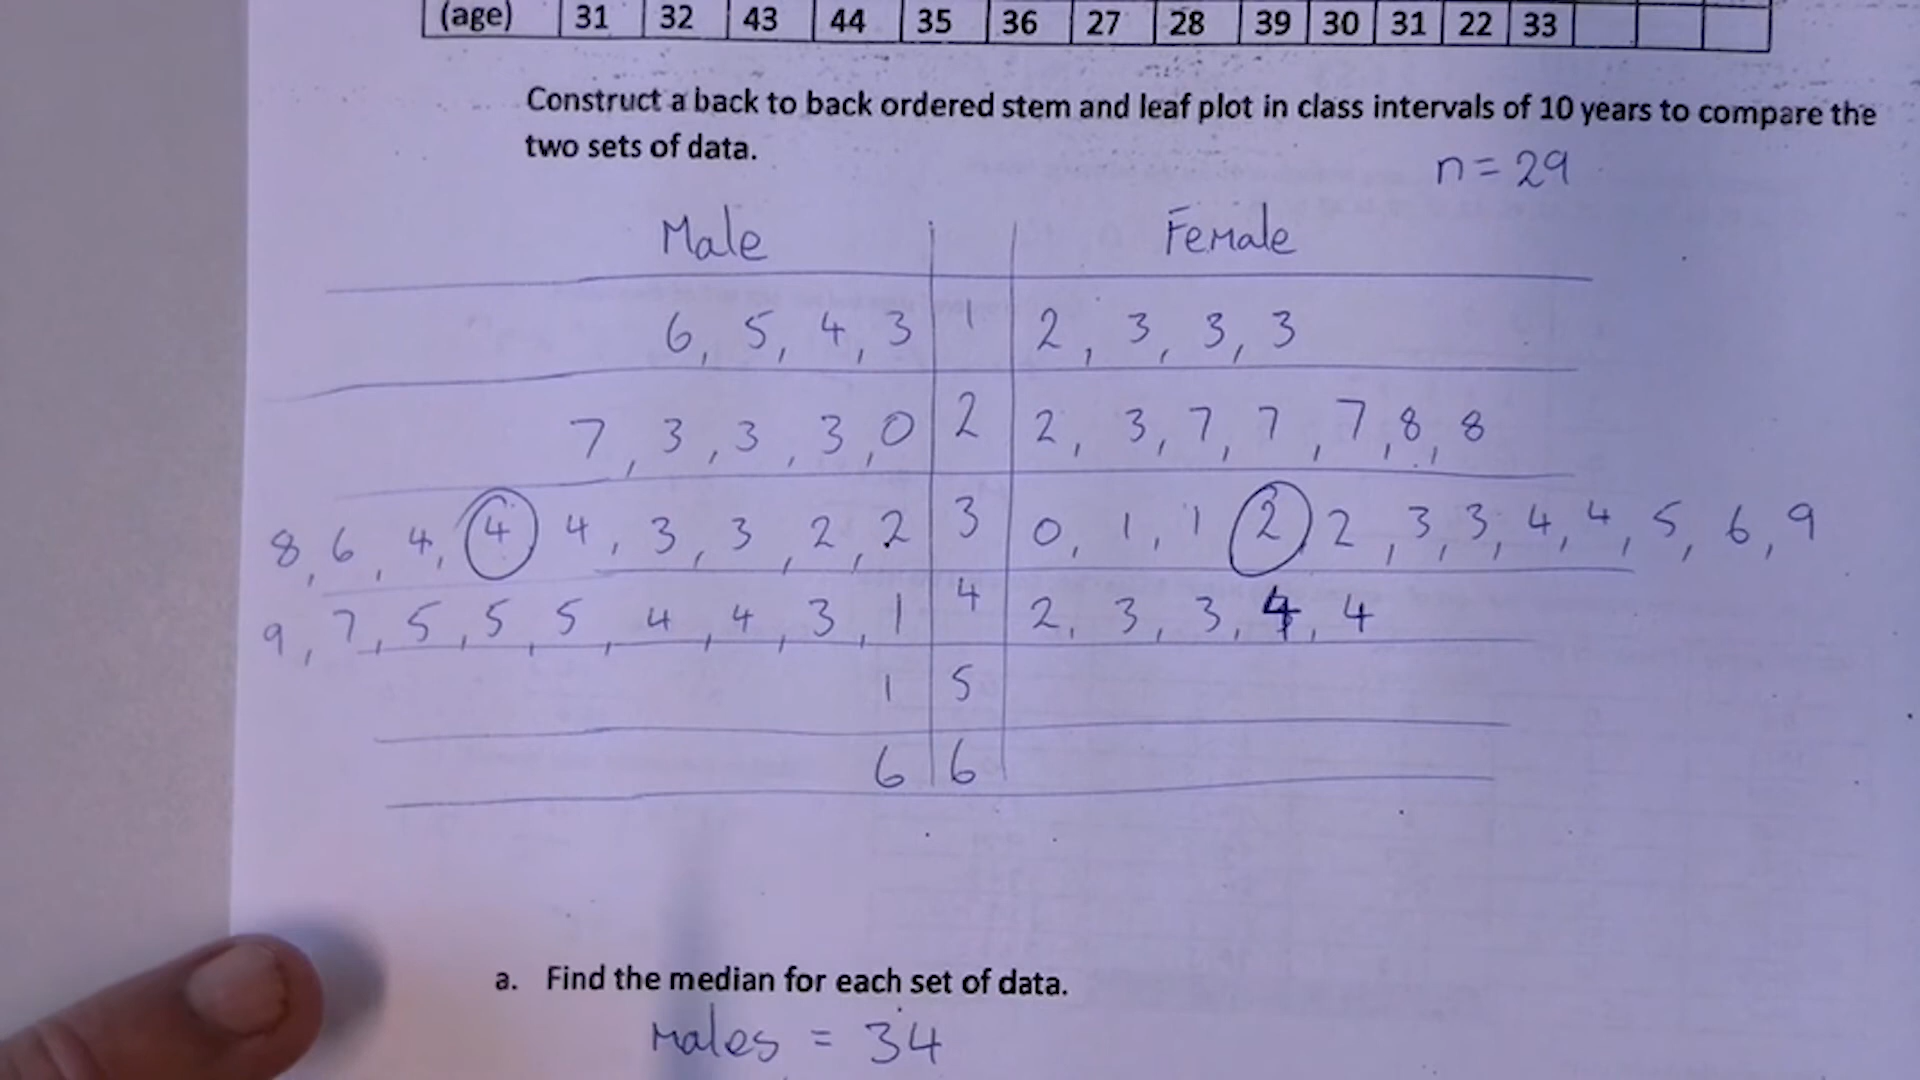 (age) 31 32 43 44 35 36 27 28 39 30 31 22 33
Construct a back to back ordered stem and leaf plot in class intervals of 10 years to compare the
two sets of data.
n = 29
Male Female
6, 5, 4, 3 1 2, 3, 3, 3
7, 3, 3, 3, 0 2 2, 3, 7, 7, 7, 8, 8
8, 6, 4, 4 4, 3, 3, 2, 2 3 0, 1, 1 2, 2, 3, 3, 4, 4, 5, 6, 9
9, 7, 5, 5, 5, 4, 4, 3, 1 4 2, 3, 3, 4, 4
1 5
6 6
a. Find the median for each set of data.
Males = 34